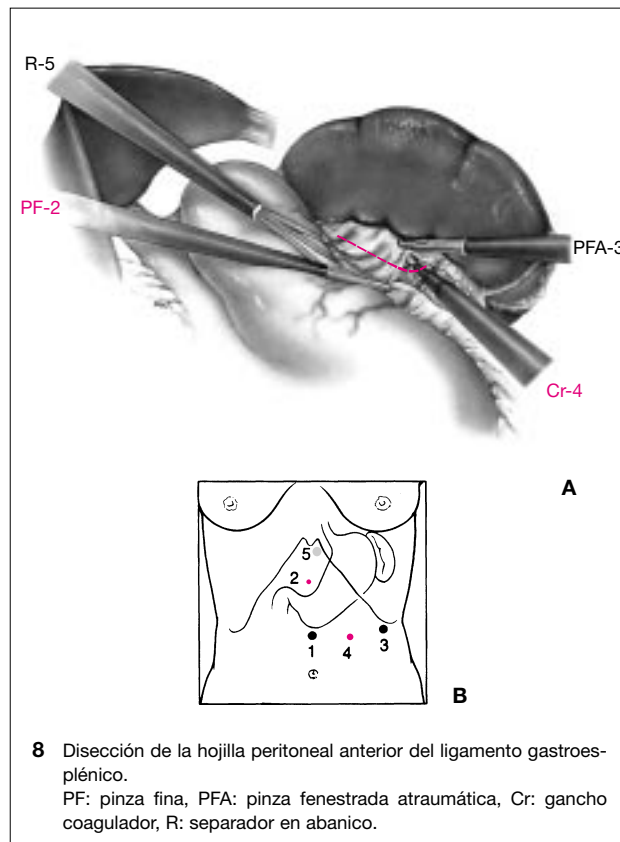 R-5
PF-2
PFA-3
Cr-4
A
5
2
1
4
3
B
8 Disección de la hojilla peritoneal anterior del ligamento gastroes-
plénico.
PF: pinza fina, PFA: pinza fenestrada atraumática, Cr: gancho
coagulador, R: separador en abanico.